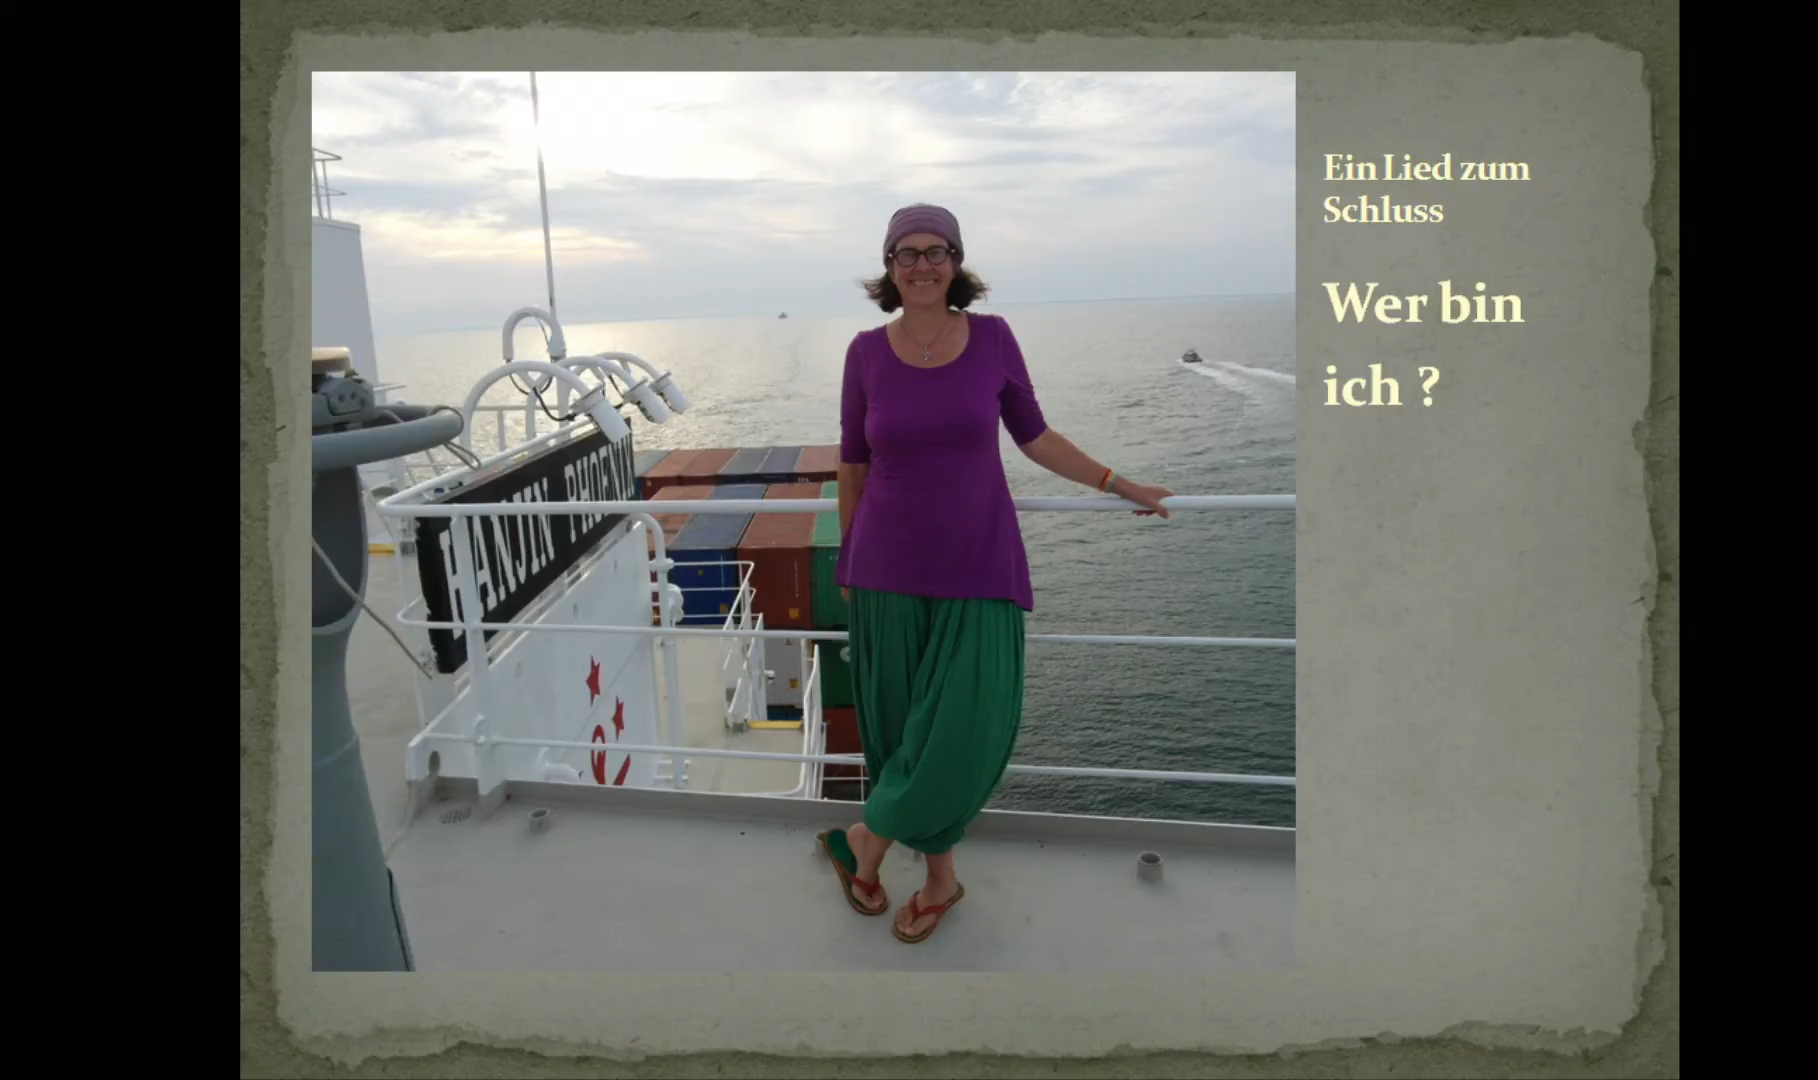 Ein Lied zum
Schluss
Wer bin
ich ?
HANJIN PHOENIX